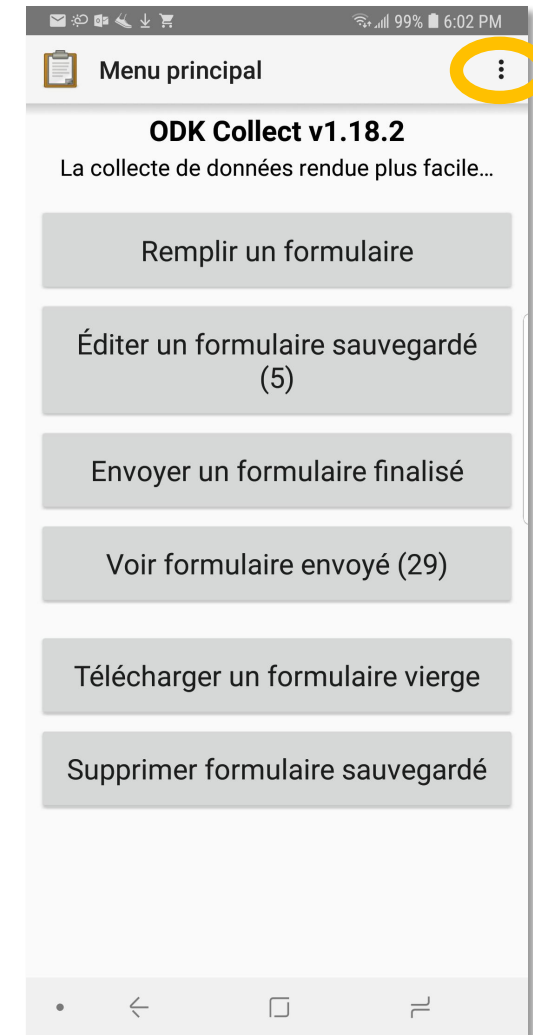 99% 6:02 PM
Menu principal
ODK Collect v1.18.2
La collecte de données rendue plus facile...
Remplir un formulaire
Éditer un formulaire sauvegardé
(5)
Envoyer un formulaire finalisé
Voir formulaire envoyé (29)
Télécharger un formulaire vierge
Supprimer formulaire sauvegardé